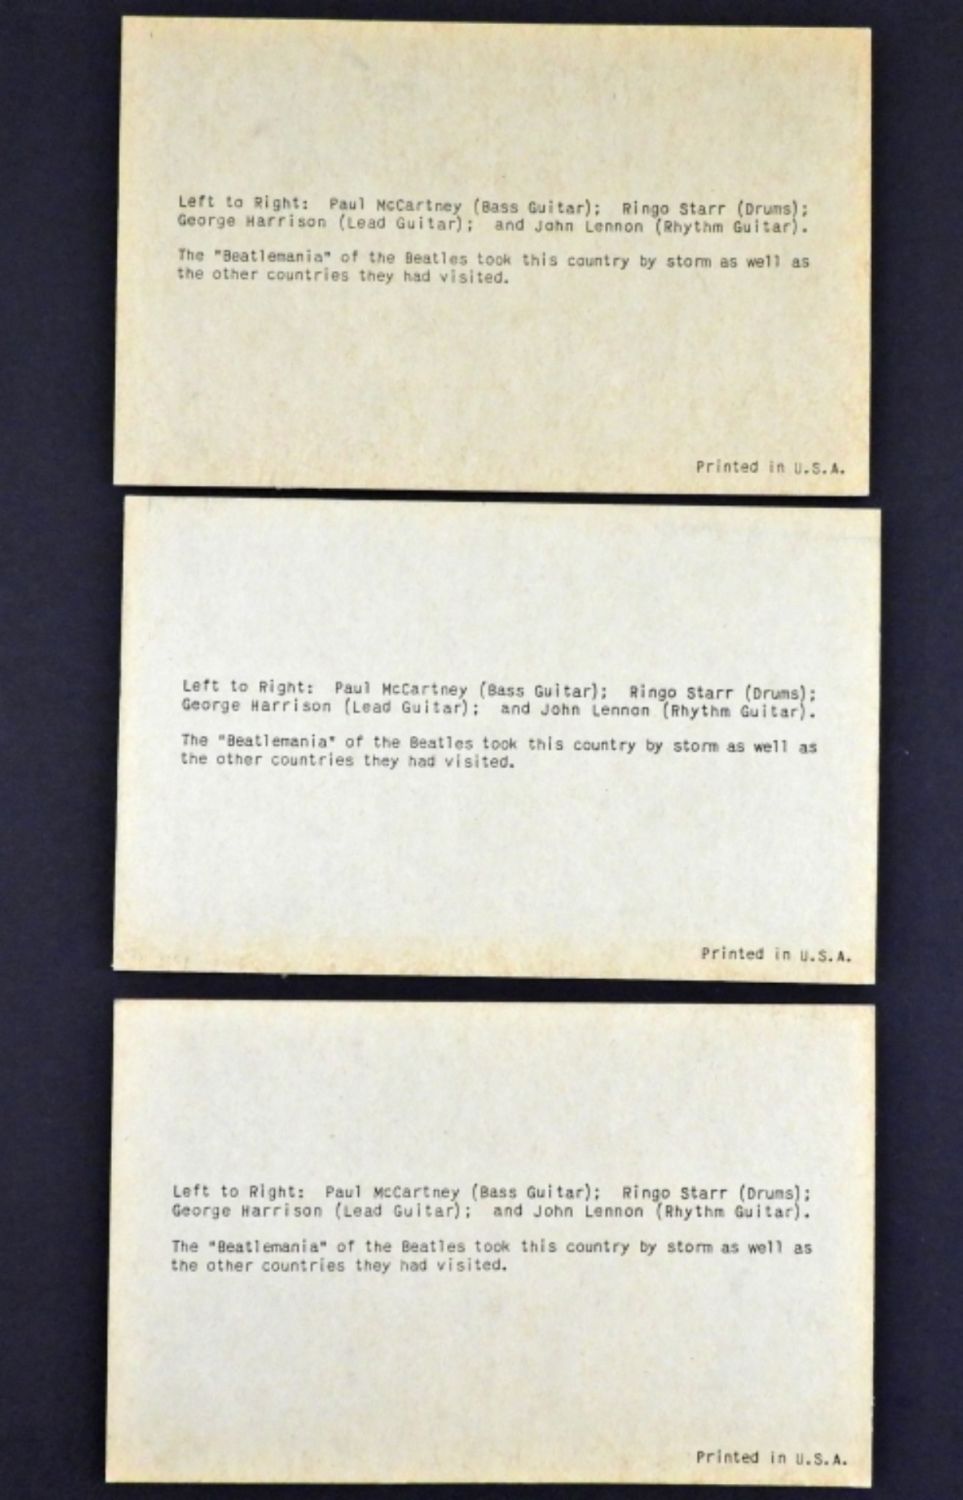 Left to Right: Paul McCartney (Bass Guitar); Ringo Starr (Drums);
George Harrison (Lead Guitar); and John Lennon (Rhythm Guitar).
The "Beatlemania" of the Beatles took this country by storm as well as
the other countries they had visited.
Printed in U.S.A.
Left to Right: Paul McCartney (Bass Guitar); Ringo Starr (Drums);
George Harrison (Lead Guitar); and John Lennon (Rhythm Guitar).
The "Beatlemania" of the Beatles took this country by storm as well as
the other countries they had visited.
Printed in U.S.A.
Left to Right: Paul McCartney (Bass Guitar); Ringo Starr (Drums);
George Harrison (Lead Guitar); and John Lennon (Rhythm Guitar).
The "Beatlemania" of the Beatles took this country by storm as well as
the other countries they had visited.
Printed in U.S.A.